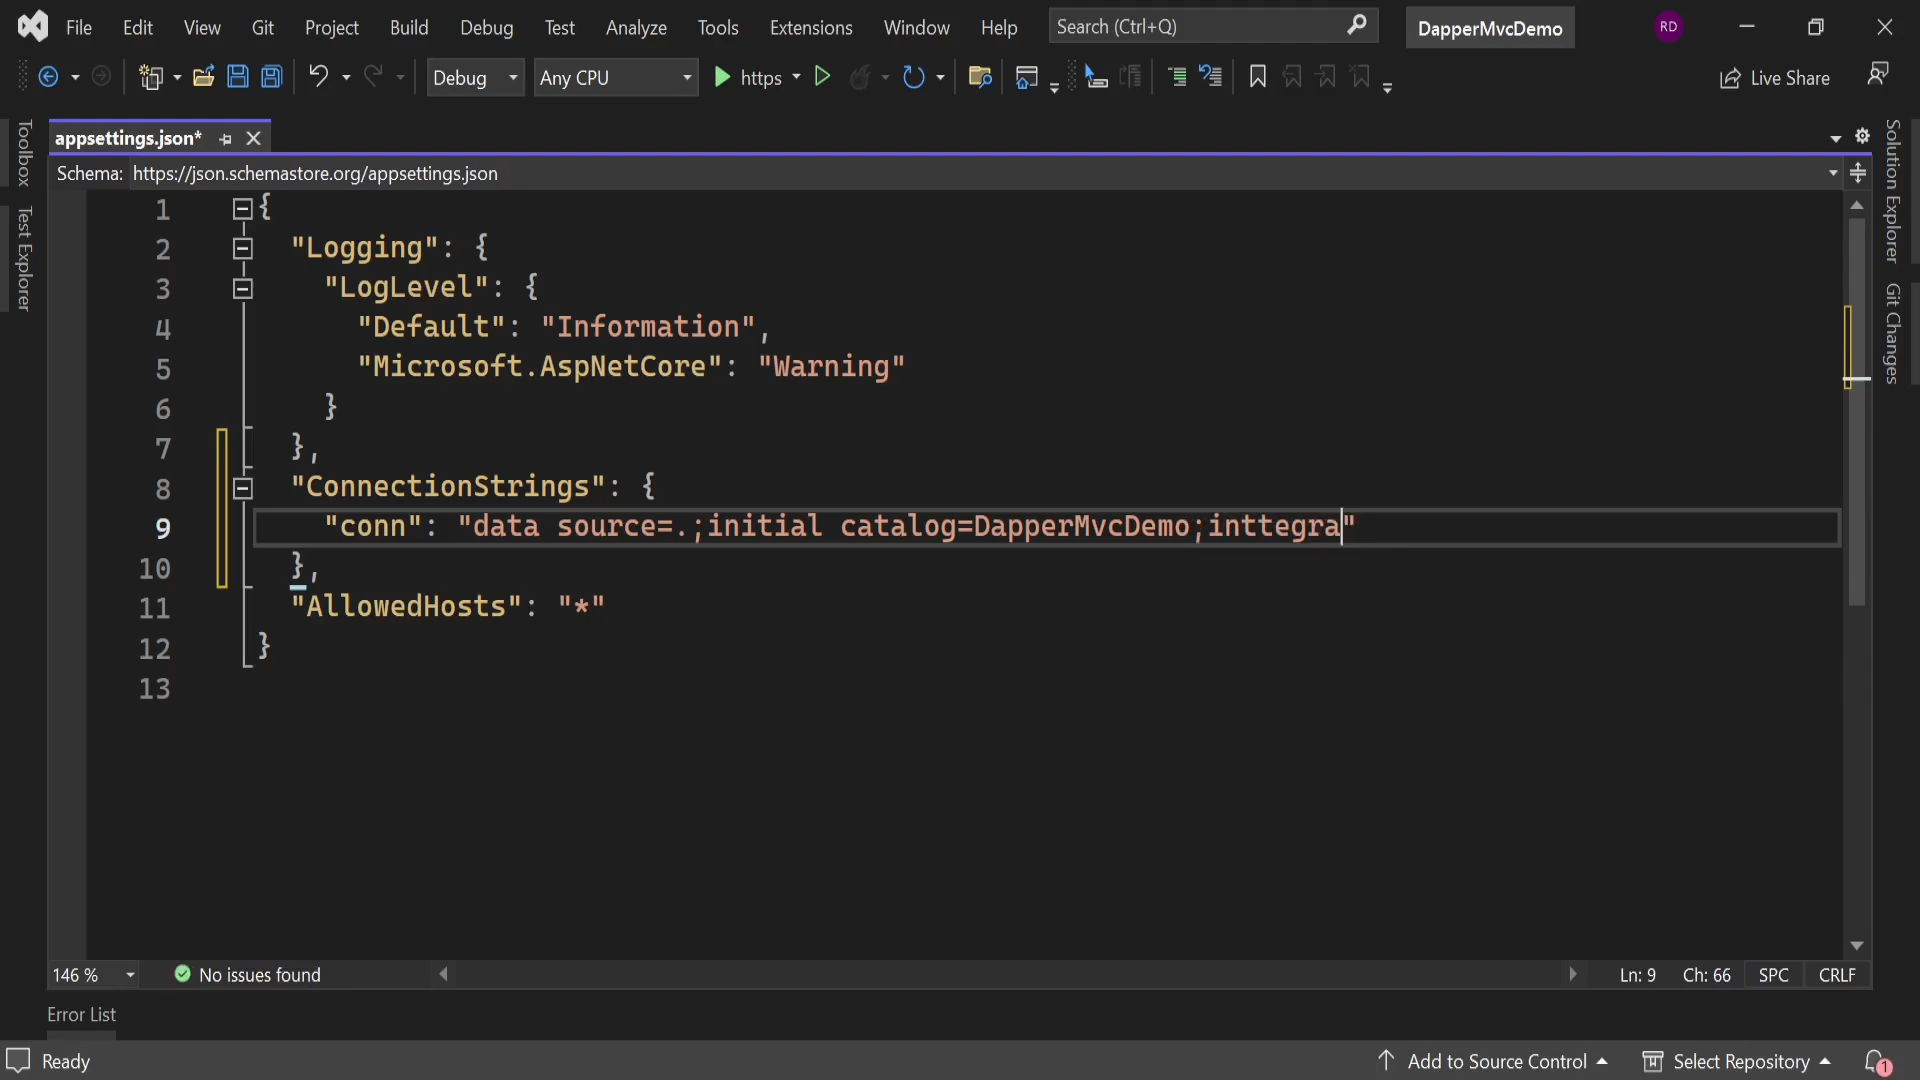 File Edit View Git Project Build Debug Test Analyze Tools Extensions Window Help Search (Ctrl+Q) DapperMvcDemo RD
Debug Any CPU https Live Share
Toolbox
Test Explorer
appsettings.json*
Schema: https://json.schemastore.org/appsettings.json
1 {
2 "Logging": {
3 "LogLevel": {
4 "Default": "Information",
5 "Microsoft.AspNetCore": "Warning"
6 }
7 },
8 "ConnectionStrings": {
9 "conn": "data source=.;initial catalog=DapperMvcDemo;inttegra"
10 },
11 "AllowedHosts": "*"
12 }
13
Solution Explorer
Git Changes
146 % No issues found Ln: 9 Ch: 66 SPC CRLF
Error List
Ready Add to Source Control Select Repository 1